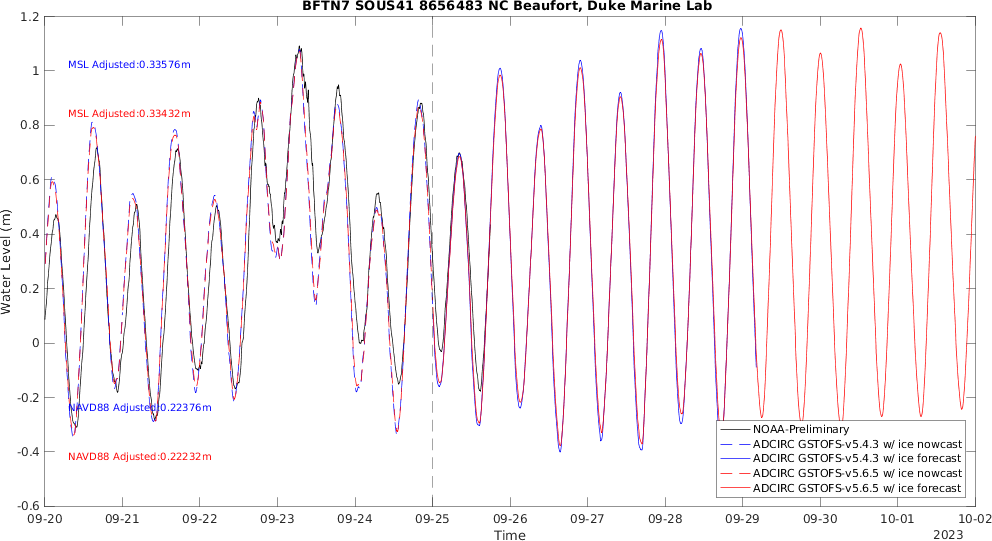 BFTN7 SOUS41 8656483 NC Beaufort, Duke Marine Lab
1.2
1
0.8
0.6
0.4
0.2
0
-0.2
-0.4
-0.6
Water Level (m)
MSL Adjusted:0.33576m
MSL Adjusted:0.33432m
NAVD88 Adjusted:0.22376m
NAVD88 Adjusted:0.22232m
NOAA-Preliminary
ADCIRC GSTOFS-v5.4.3 w/ ice nowcast
ADCIRC GSTOFS-v5.4.3 w/ ice forecast
ADCIRC GSTOFS-v5.6.5 w/ ice nowcast
ADCIRC GSTOFS-v5.6.5 w/ ice forecast
09-20 09-21 09-22 09-23 09-24 09-25 09-26 09-27 09-28 09-29 09-30 10-01 10-02
Time
2023